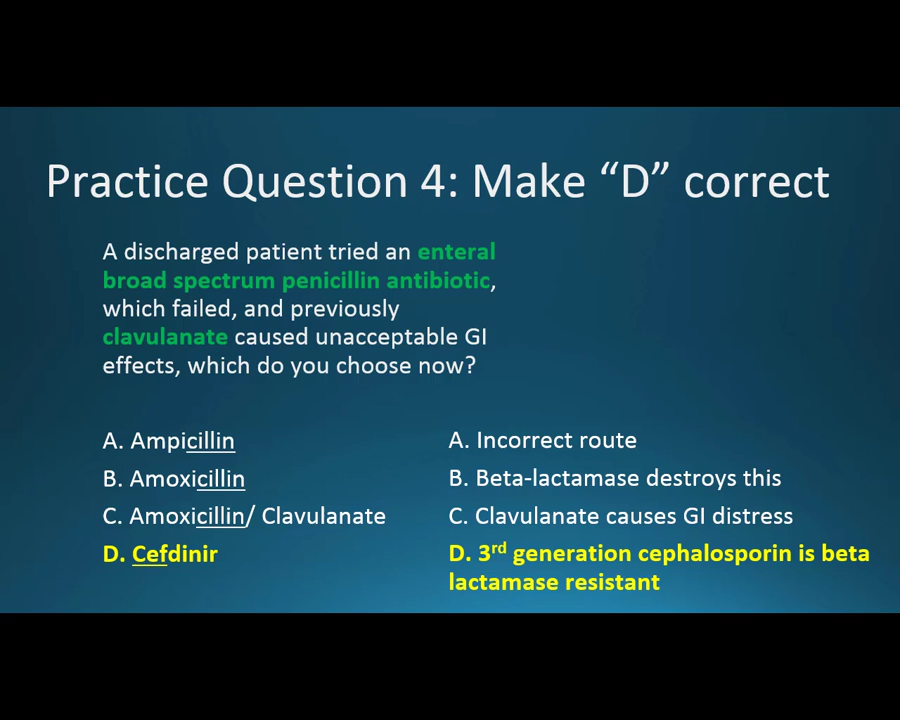 Practice Question 4: Make “D” correct
A discharged patient tried an enteral
broad spectrum penicillin antibiotic,
which failed, and previously
clavulanate caused unacceptable GI
effects, which do you choose now?
A. Ampicillin
B. Amoxicillin
C. Amoxicillin/ Clavulanate
D. Cefdinir
A. Incorrect route
B. Beta-lactamase destroys this
C. Clavulanate causes GI distress
D. 3rd generation cephalosporin is beta
lactamase resistant